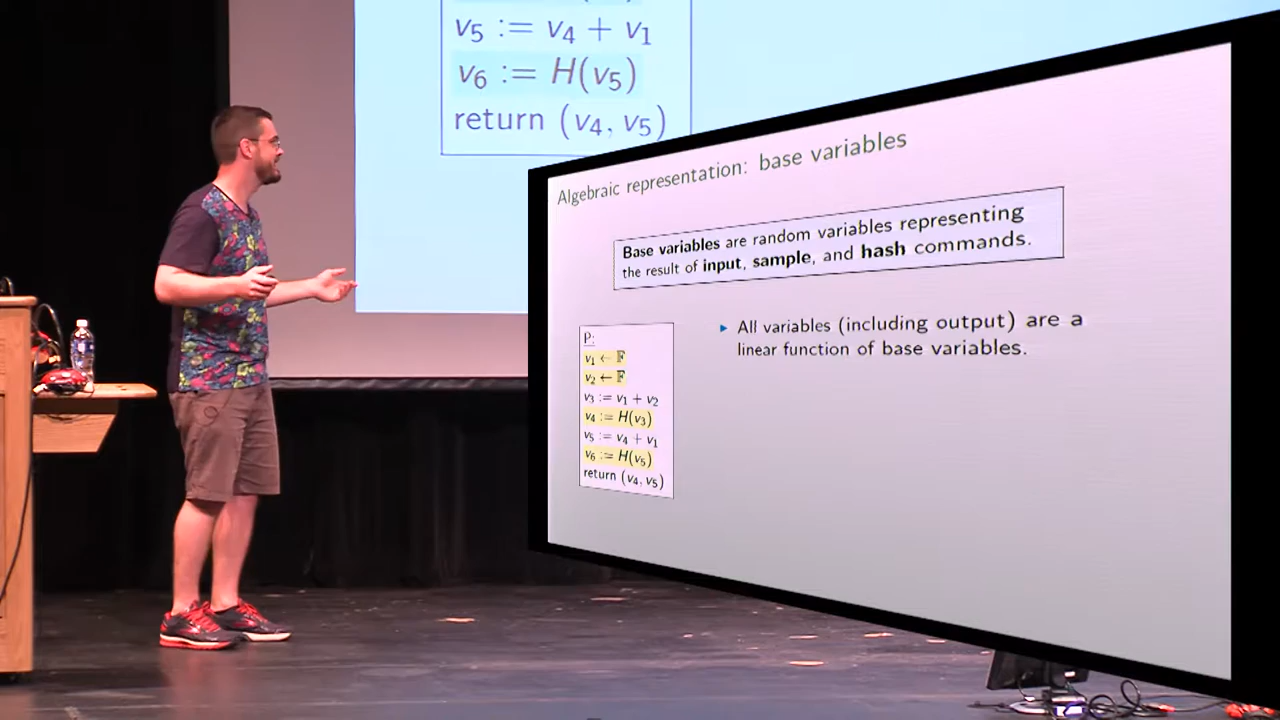 v₅ := v₄ + v₁
v₆ := H(v₅)
return (v₄, v₅)
Algebraic representation: base variables
Base variables are random variables representing
the result of input, sample, and hash commands.
P:
v₁ ← 𝔽
v₂ ← 𝔽
v₃ := v₁ + v₂
v₄ := H(v₃)
v₅ := v₄ + v₁
v₆ := H(v₅)
return (v₄, v₅)
▸ All variables (including output) are a
linear function of base variables.